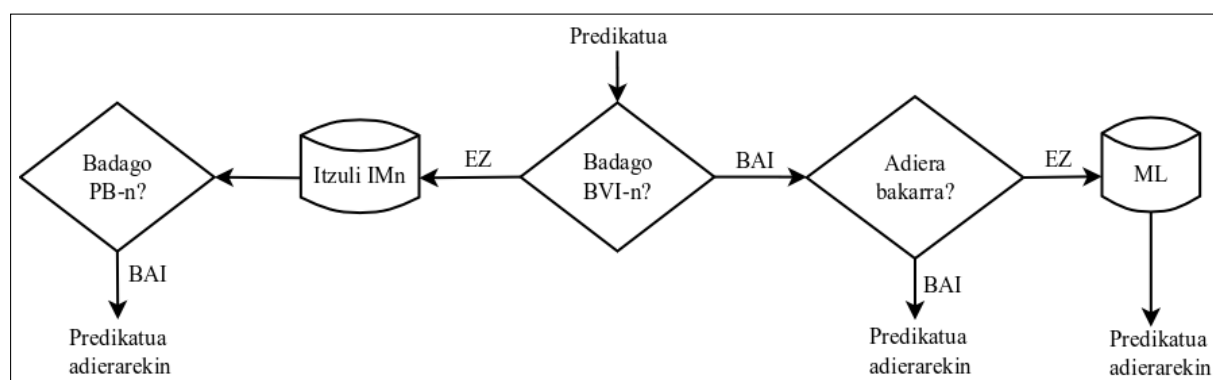 Predikatua
Badago
PB-n?
Itzuli IMn
EZ
Badago
BVI-n?
BAI
Adiera
bakarra?
EZ
ML
BAI
Predikatua
adierarekin
BAI
Predikatua
adierarekin
Predikatua
adierarekin